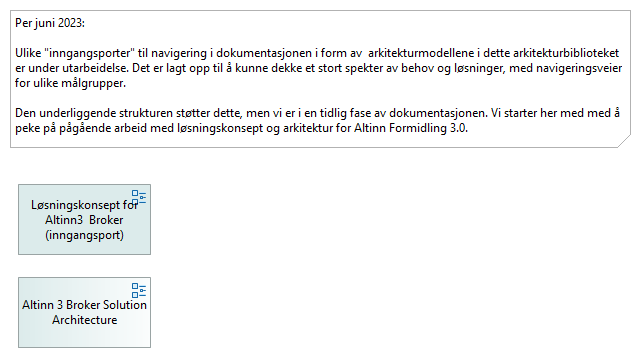 Per juni 2023:
Ulike "inngangsporter" til navigering i dokumentasjonen i form av  arkitekturmodellene i dette arkitekturbiblioteket
er under utarbeidelse. Det er lagt opp til å kunne dekke et stort spekter av behov og løsninger, med navigeringsveier
for ulike målgrupper.
Den underliggende strukturen støtter dette, men vi er i en tidlig fase av dokumentasjonen. Vi starter her med med å
peke på pågående arbeid med løsningskonsept og arkitektur for Altinn Formidling 3.0.
Løsningskonsept for
Altinn3  Broker
(inngangsport)
Altinn 3 Broker Solution
Architecture